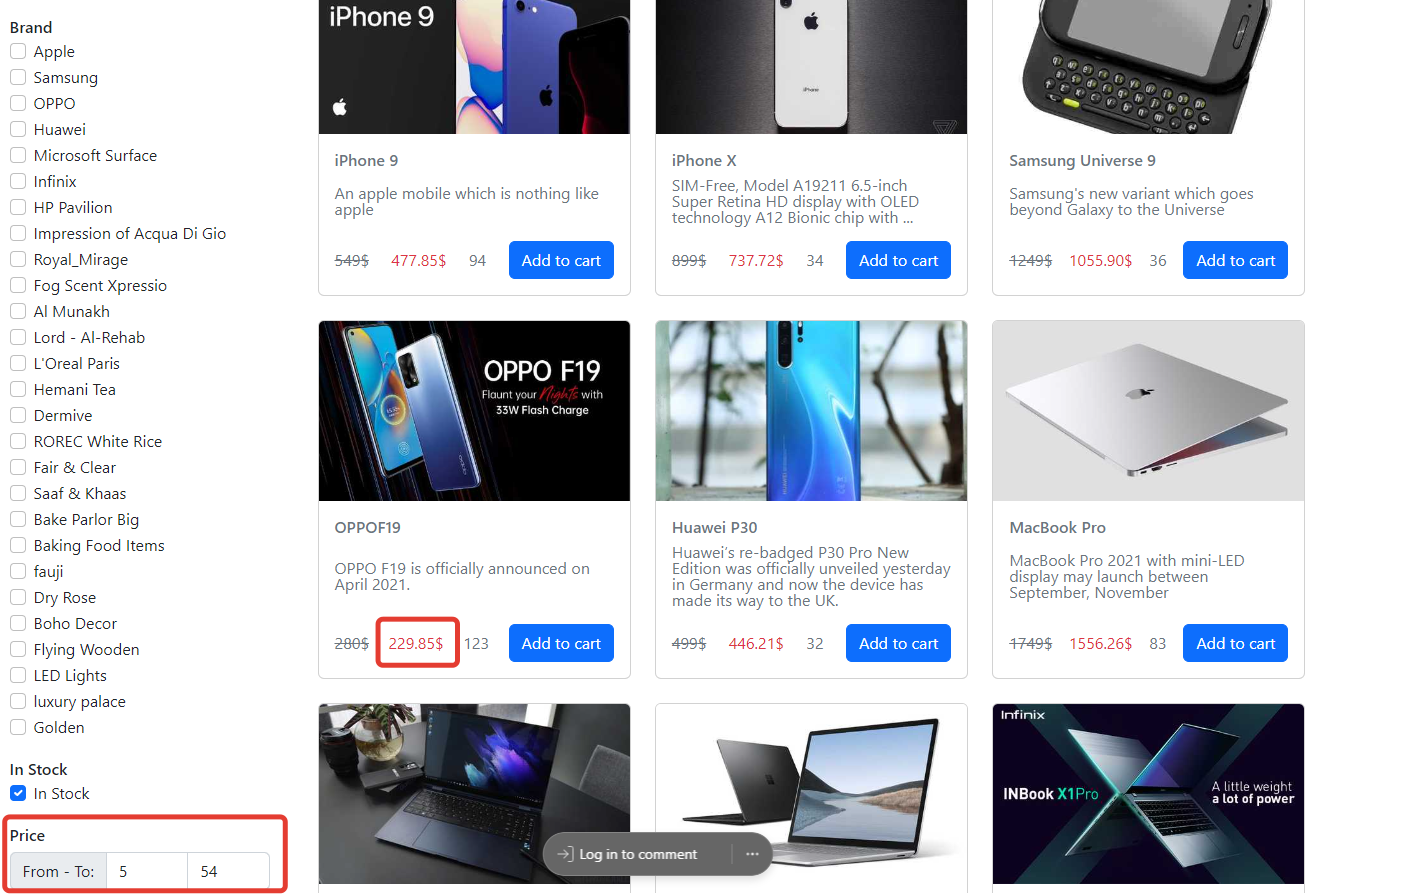 Brand
Apple
Samsung
OPPO
Huawei
Microsoft Surface
Infinix
HP Pavilion
Impression of Acqua Di Gio
Royal_Mirage
Fog Scent Xpressio
Al Munakh
Lord - Al-Rehab
L'Oreal Paris
Hemani Tea
Dermive
ROREC White Rice
Fair & Clear
Saaf & Khaas
Bake Parlor Big
Baking Food Items
fauji
Dry Rose
Boho Decor
Flying Wooden
LED Lights
luxury palace
Golden
In Stock
In Stock
Price
From - To: 5 54
iPhone 9
iPhone 9
An apple mobile which is nothing like
apple
549$ 477.85$ 94 Add to cart
iPhone
iPhone X
SIM-Free, Model A19211 6.5-inch
Super Retina HD display with OLED
technology A12 Bionic chip with ...
899$ 737.72$ 34 Add to cart
Samsung Universe 9
Samsung's new variant which goes
beyond Galaxy to the Universe
1249$ 1055.90$ 36 Add to cart
OPPO F19
Flaunt your Nights with
33W Flash Charge
OPPOF19
OPPO F19 is officially announced on
April 2021.
280$ 229.85$ 123 Add to cart
Huawei P30
Huawei’s re-badged P30 Pro New
Edition was officially unveiled yesterday
in Germany and now the device has
made its way to the UK.
499$ 446.21$ 32 Add to cart
MacBook Pro
MacBook Pro 2021 with mini-LED
display may launch between
September, November
1749$ 1556.26$ 83 Add to cart
Infinix
INBook X1Pro
A little weight
a lot of power
Log in to comment